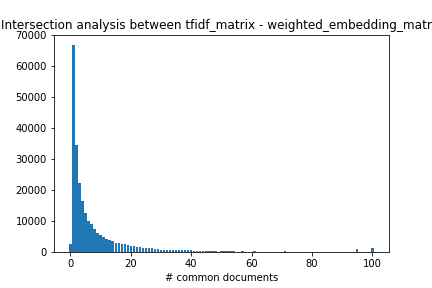 Intersection analysis between tfidf_matrix - weighted_embedding_matr
70000
60000
50000
40000
30000
20000
10000
0
0 20 40 60 80 100
# common documents